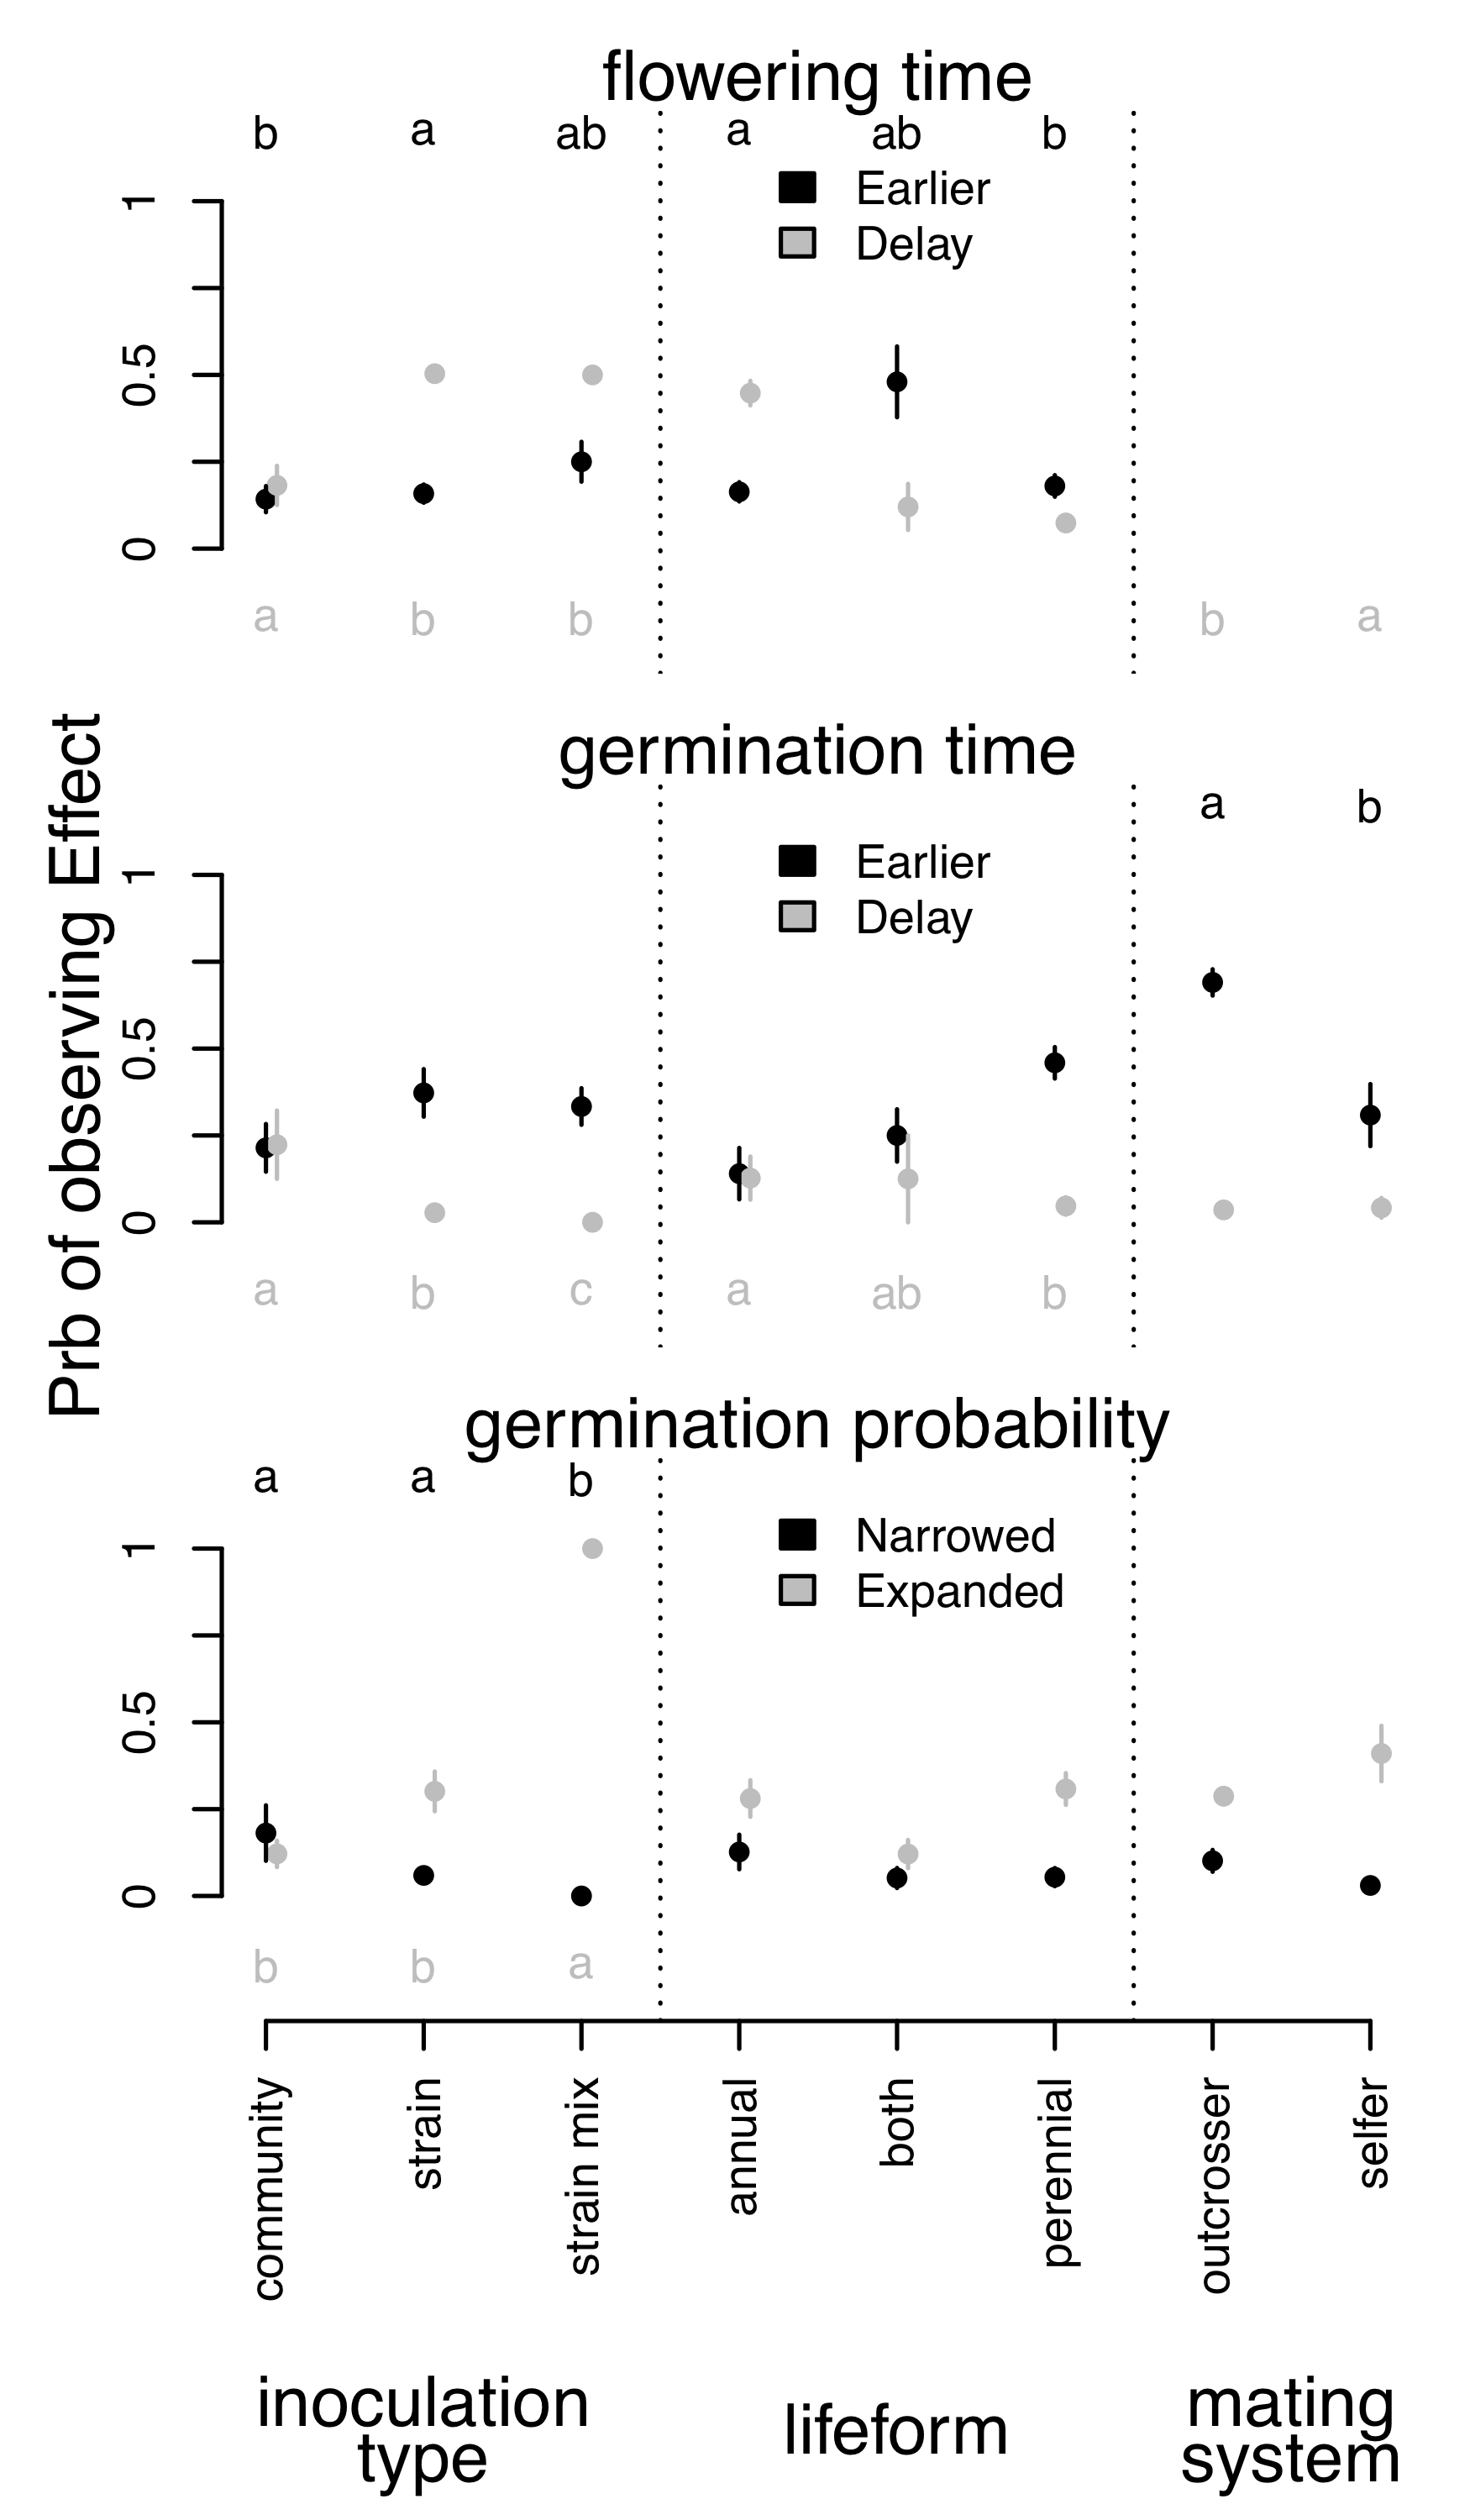 flowering time
b a ab a ab b
Earlier
Delay
1
0.5
0
a b b b a
Prb of observing Effect
germination time
a b
Earlier
Delay
1
0.5
0
a b c a ab b
germination probability
a a b
Narrowed
Expanded
1
0.5
0
b b a
community
strain
strain mix
annual
both
perennial
outcrosser
selfer
inoculation
type
lifeform
mating
system